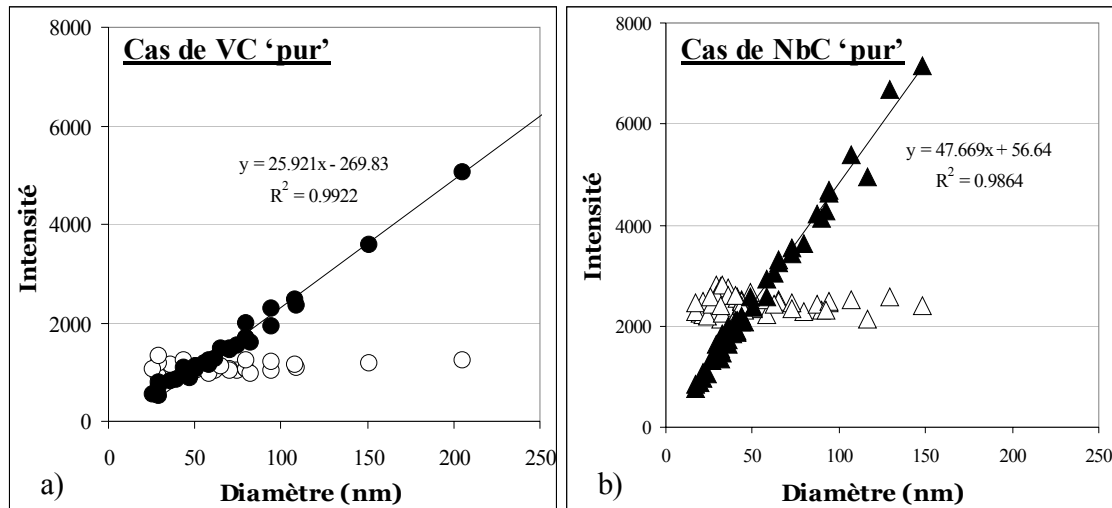 Cas de VC ‘pur’
8000
6000
4000
2000
0
Intensité
y = 25.921x - 269.83
R² = 0.9922
0 50 100 150 200 250
Diamètre (nm)
a)
Cas de NbC ‘pur’
8000
6000
4000
2000
0
Intensité
y = 47.669x + 56.64
R² = 0.9864
0 50 100 150 200 250
Diamètre (nm)
b)